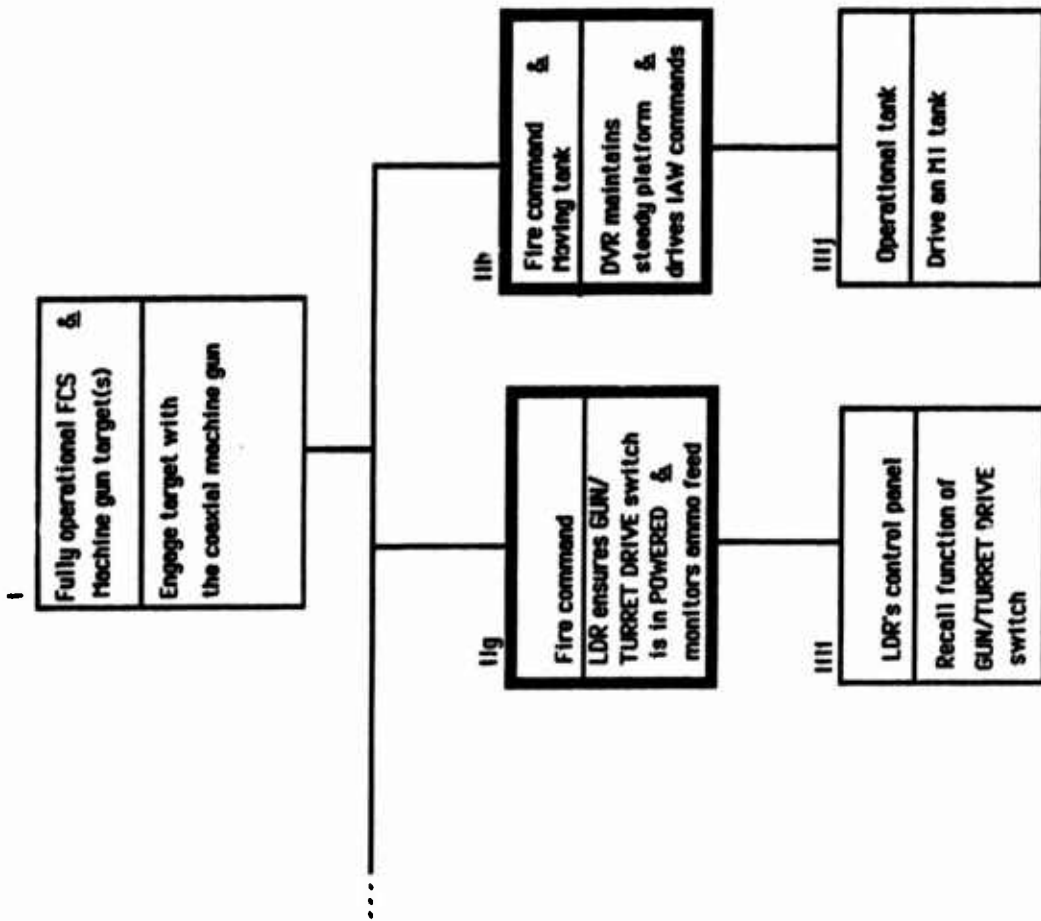 I
Fully operational FCS &
Machine gun target(s)
Engage target with
the coaxial machine gun
....
IIg
Fire command
LDR ensures GUN/
TURRET DRIVE switch
is in POWERED &
monitors ammo feed
IIh
Fire command &
Moving tank
DVR maintains
steady platform &
drives IAW commands
IIIi
LDR's control panel
Recall function of
GUN/TURRET DRIVE
switch
IIIj
Operational tank
Drive an M1 tank